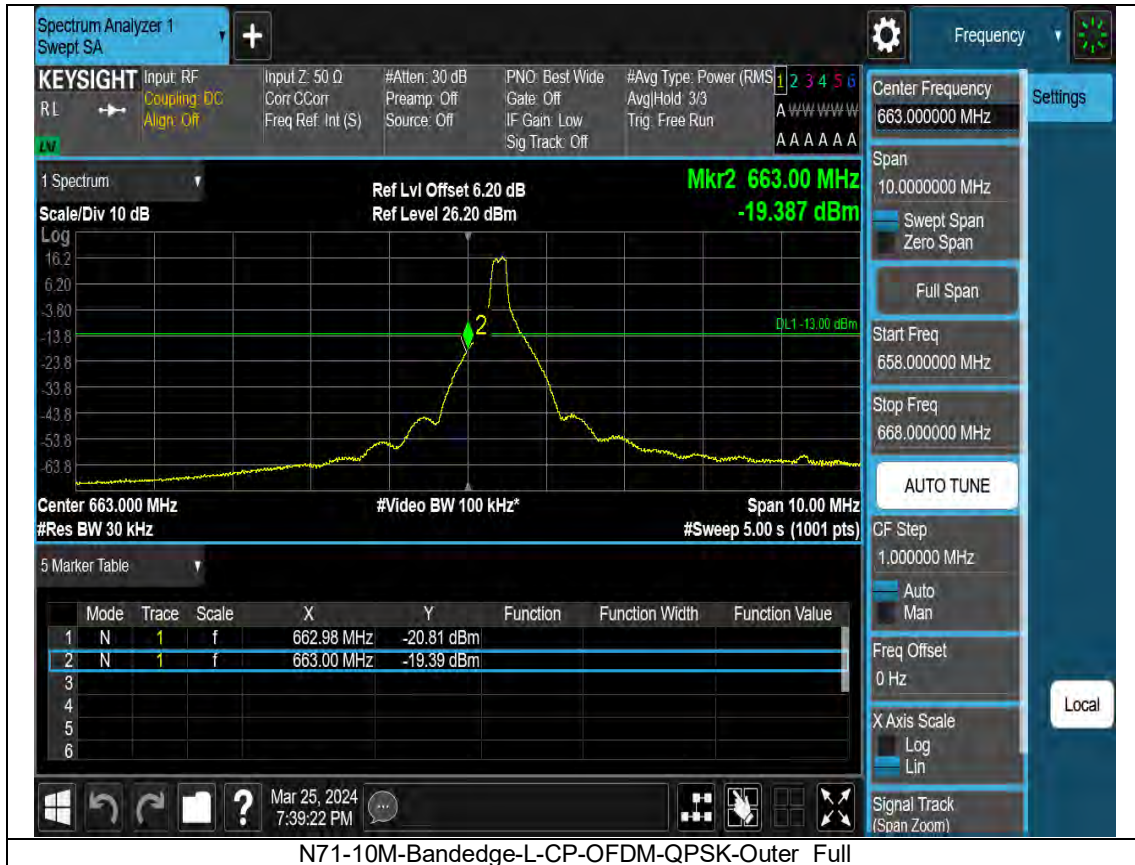 Spectrum Analyzer 1
Swept SA
+
Frequency
KEYSIGHT
RL
Input: RF
Coupling: DC
Align: Off
Input Z: 50 Ω
Corr CCorr
Freq Ref: Int (S)
#Atten: 30 dB
Preamp: Off
Source: Off
PNO: Best Wide
Gate: Off
IF Gain: Low
Sig Track: Off
#Avg Type: Power (RMS
Avg|Hold: 3/3
Trig: Free Run
1 2 3 4 5 6
A W W W W W
A A A A A A
1 Spectrum
Scale/Div 10 dB
Ref Lvl Offset 6.20 dB
Ref Level 26.20 dBm
Mkr2 663.00 MHz
-19.387 dBm
Log
16.2
6.20
-3.80
-13.8
-23.8
-33.8
-43.8
-53.8
-63.8
2
DL1 -13.00 dBm
Center 663.000 MHz
#Res BW 30 kHz
#Video BW 100 kHz*
Span 10.00 MHz
#Sweep 5.00 s (1001 pts)
5 Marker Table
Mode Trace Scale X Y Function Function Width Function Value
1 N 1 f 662.98 MHz -20.81 dBm
2 N 1 f 663.00 MHz -19.39 dBm
3
4
5
6
Mar 25, 2024
7:39:22 PM
Center Frequency
663.000000 MHz
Settings
Span
10.0000000 MHz
Swept Span
Zero Span
Full Span
Start Freq
658.000000 MHz
Stop Freq
668.000000 MHz
AUTO TUNE
CF Step
1.000000 MHz
Auto
Man
Freq Offset
0 Hz
X Axis Scale
Log
Lin
Signal Track
(Span Zoom)
Local
N71-10M-Bandedge-L-CP-OFDM-QPSK-Outer_Full